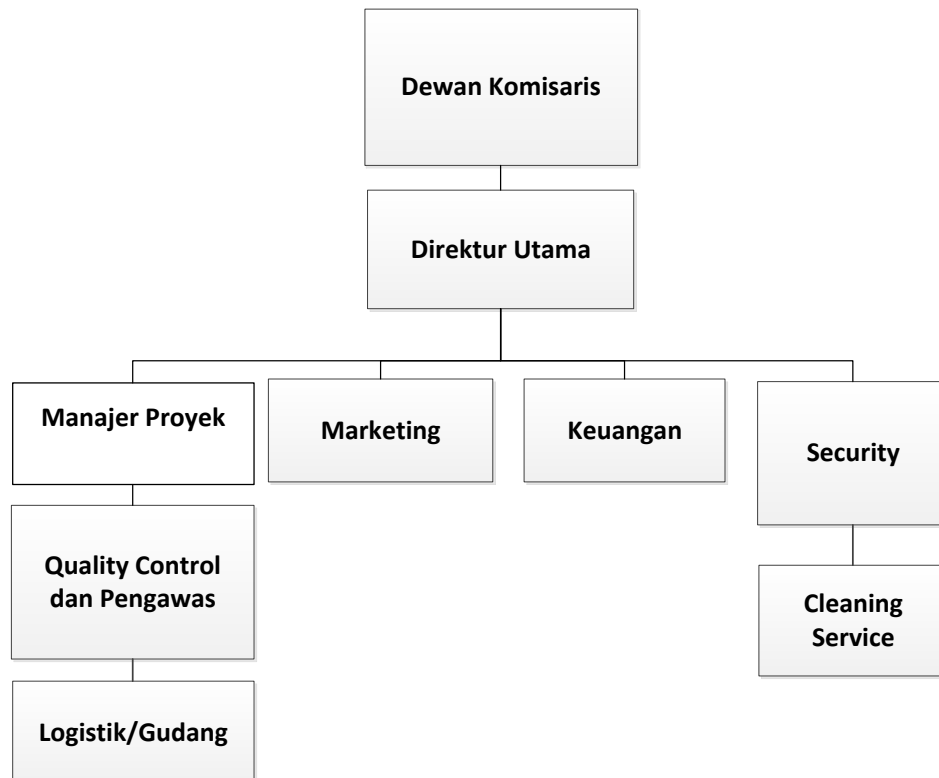 Dewan Komisaris
Direktur Utama
Manajer Proyek
Marketing
Keuangan
Security
Quality Control
dan Pengawas
Cleaning
Service
Logistik/Gudang